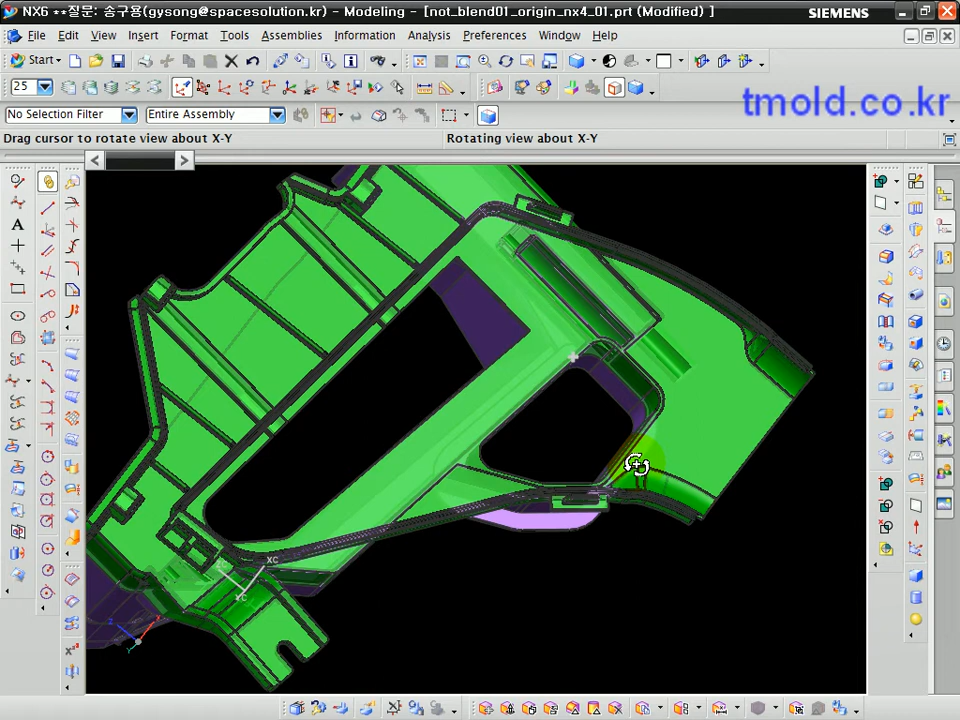 NX6 **질문: 송구용(gysong@spacesolution.kr) - Modeling - [not_blend01_origin_nx4_01.prt (Modified) ]
SIEMENS
File Edit View Insert Format Tools Assemblies Information Analysis Preferences Window Help
Start
25
No Selection Filter Entire Assembly
tmold.co.kr
Drag cursor to rotate view about X-Y Rotating view about X-Y
XC
YC